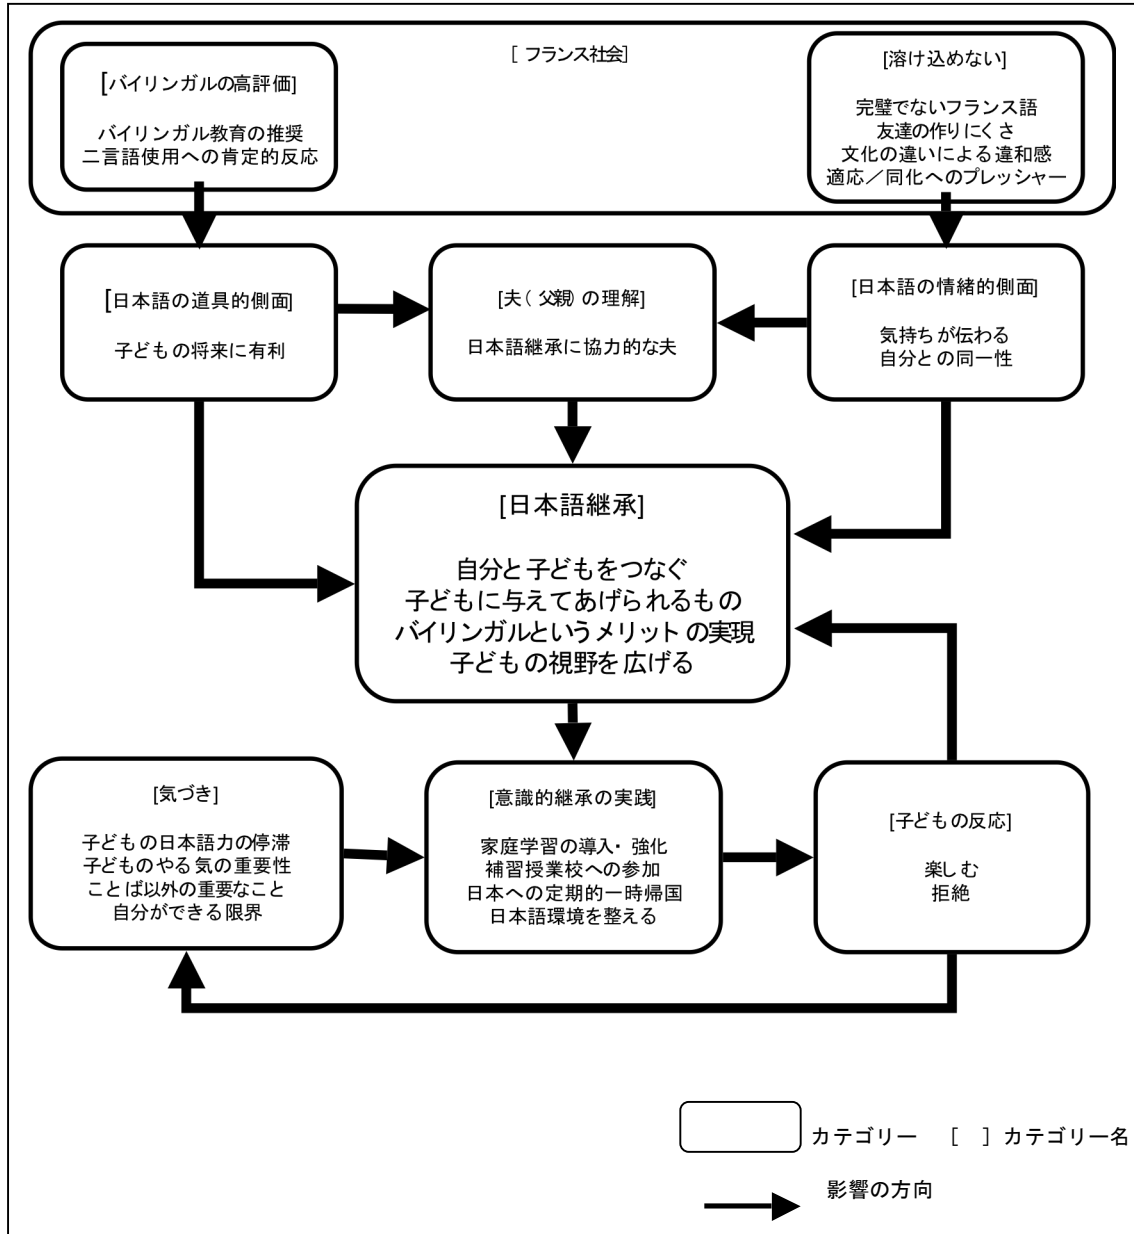 [フランス社会]
[バイリンガルの高評価]
バイリンガル教育の推奨
二言語使用への肯定的反応
[溶け込めない]
完璧でないフランス語
友達の作りにくさ
文化の違いによる違和感
適応／同化へのプレッシャー
[日本語の道具的側面]
子どもの将来に有利
[夫（父親）の理解]
日本語継承に協力的な夫
[日本語の情緒的側面]
気持ちが伝わる
自分との同一性
[日本語継承]
自分と子どもをつなぐ
子どもに与えてあげられるもの
バイリンガルというメリットの実現
子どもの視野を広げる
[気づき]
子どもの日本語力の停滞
子どものやる気の重要性
ことば以外の重要なこと
自分ができる限界
[意識的継承の実践]
家庭学習の導入・強化
補習授業校への参加
日本への定期的一時帰国
日本語環境を整える
[子どもの反応]
楽しむ
拒絶
カテゴリー　[　]カテゴリー名
影響の方向